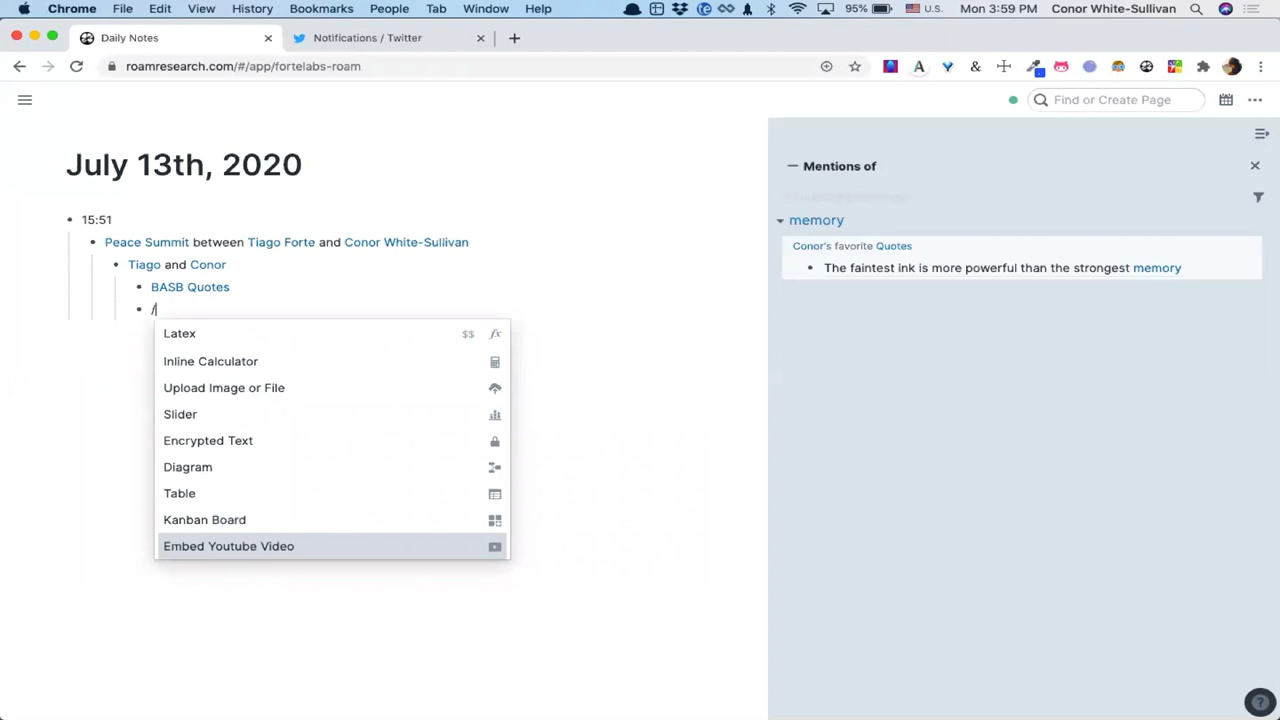 Chrome File Edit View History Bookmarks People Tab Window Help 95% U.S. Mon 3:59 PM Conor White-Sullivan
Daily Notes
Notifications / Twitter
roamresearch.com/#/app/fortelabs-roam
Find or Create Page
July 13th, 2020
15:51
Peace Summit between Tiago Forte and Conor White-Sullivan
Tiago and Conor
BASB Quotes
/
Latex $$ fx
Inline Calculator
Upload Image or File
Slider
Encrypted Text
Diagram
Table
Kanban Board
Embed Youtube Video
Mentions of
memory
Conor's favorite Quotes
The faintest ink is more powerful than the strongest memory